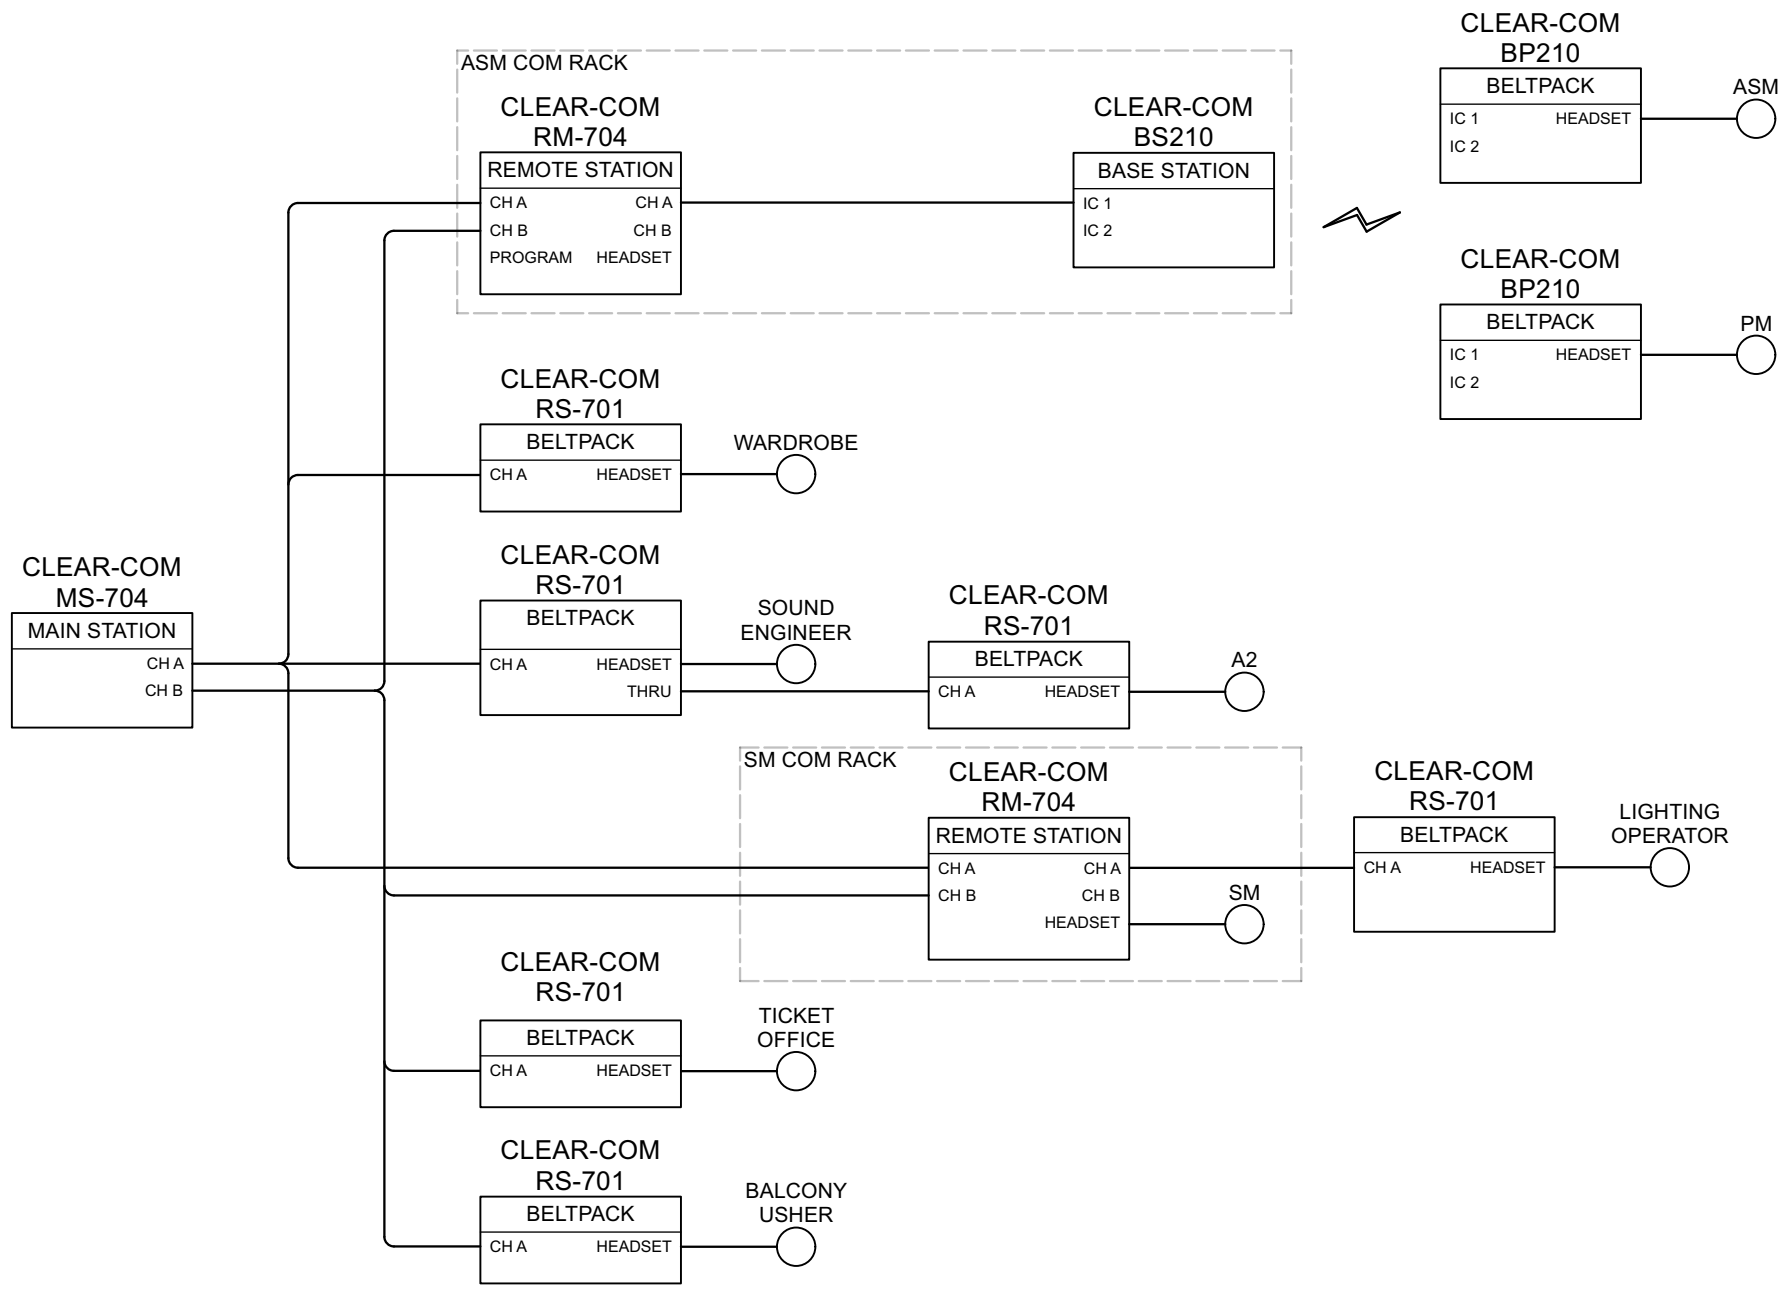 ASM COM RACK
CLEAR-COM
RM-704
REMOTE STATION
CH A CH A
CH B CH B
PROGRAM HEADSET
CLEAR-COM
BS210
BASE STATION
IC 1
IC 2
CLEAR-COM
BP210
BELTPACK
IC 1 HEADSET
IC 2
ASM
CLEAR-COM
BP210
BELTPACK
IC 1 HEADSET
IC 2
PM
CLEAR-COM
RS-701
BELTPACK
CH A HEADSET
WARDROBE
CLEAR-COM
MS-704
MAIN STATION
CH A
CH B
CLEAR-COM
RS-701
BELTPACK
CH A HEADSET
THRU
SOUND
ENGINEER
CLEAR-COM
RS-701
BELTPACK
CH A HEADSET
A2
SM COM RACK
CLEAR-COM
RM-704
REMOTE STATION
CH A CH A
CH B CH B
HEADSET
SM
CLEAR-COM
RS-701
BELTPACK
CH A HEADSET
LIGHTING
OPERATOR
CLEAR-COM
RS-701
BELTPACK
CH A HEADSET
TICKET
OFFICE
CLEAR-COM
RS-701
BELTPACK
CH A HEADSET
BALCONY
USHER